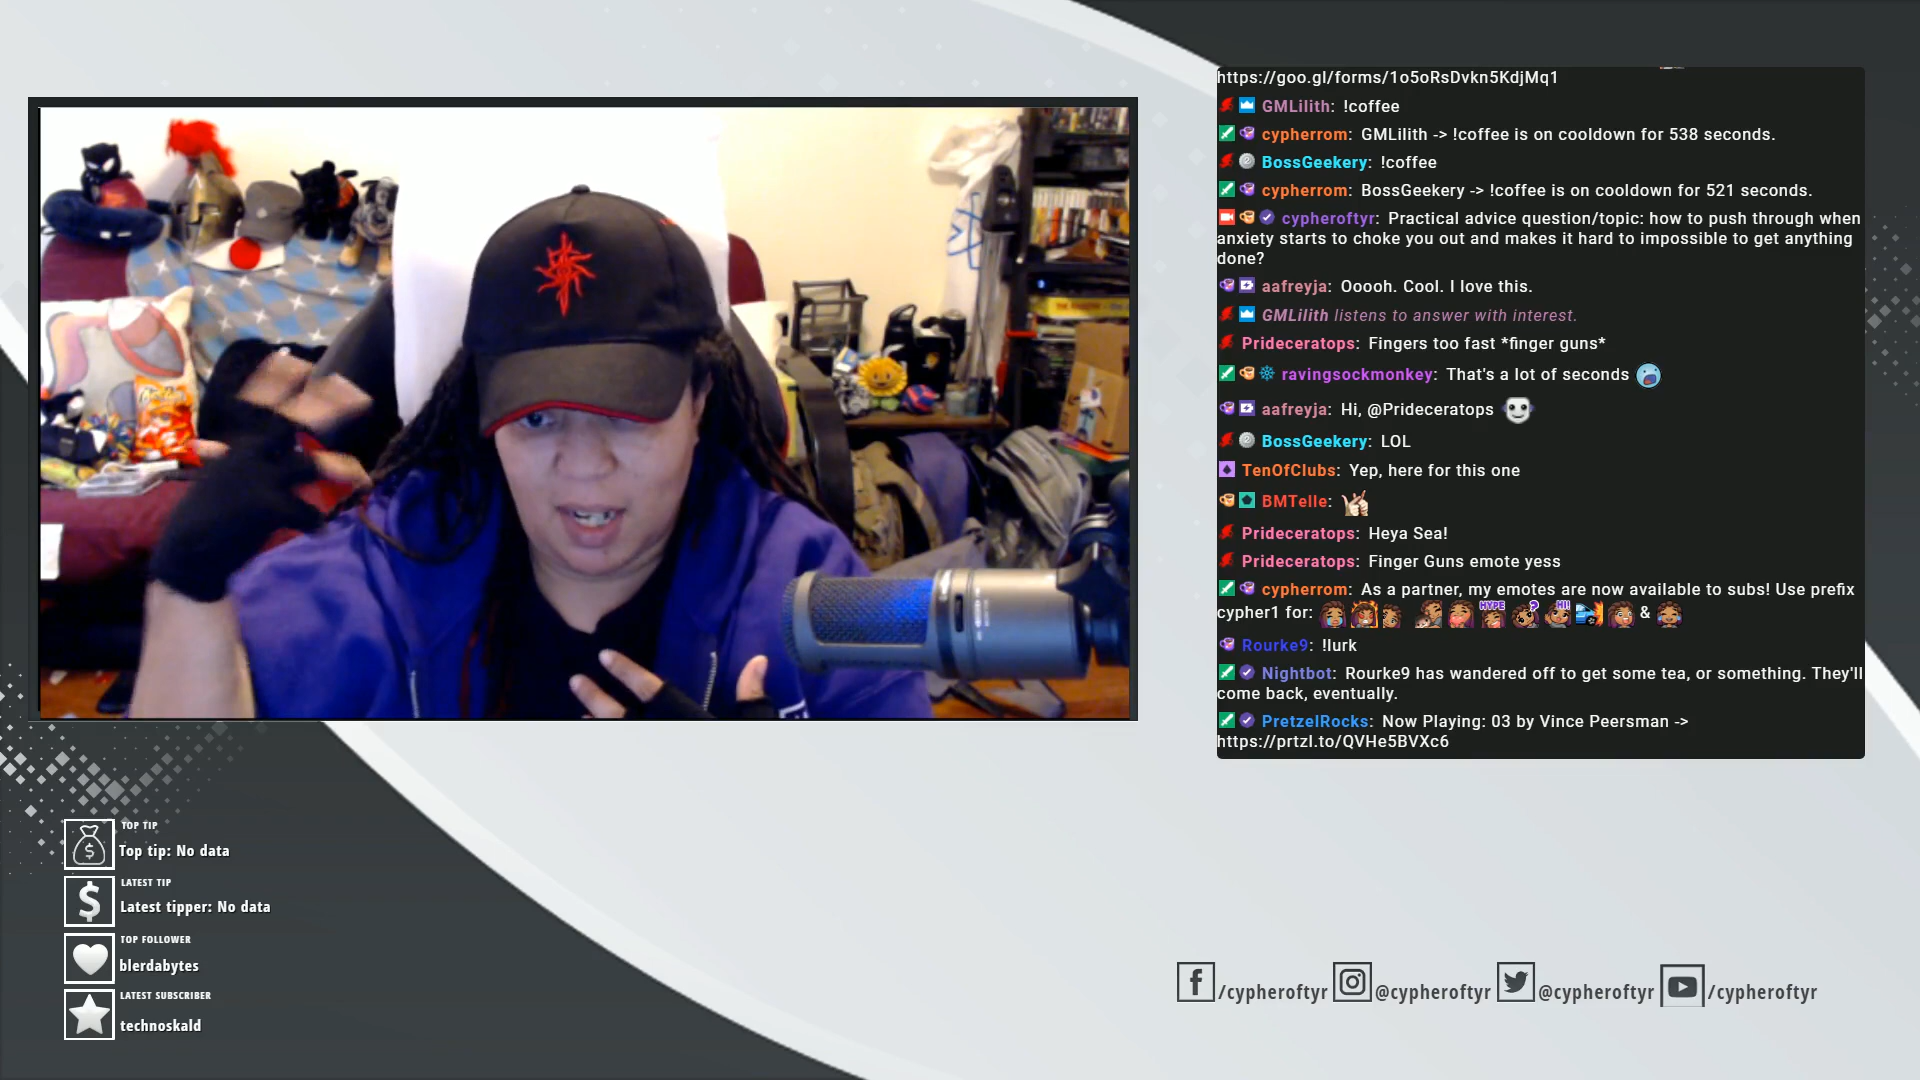 https://goo.gl/forms/1o5oRsDvkn5KdjMq1
GMLilith: !coffee
cypherrom: GMLilith -> !coffee is on cooldown for 538 seconds.
BossGeekery: !coffee
cypherrom: BossGeekery -> !coffee is on cooldown for 521 seconds.
cypheroftyr: Practical advice question/topic: how to push through when
anxiety starts to choke you out and makes it hard to impossible to get anything
done?
aafreyja: Ooooh. Cool. I love this.
GMLilith listens to answer with interest.
Prideceratops: Fingers too fast *finger guns*
ravingsockmonkey: That's a lot of seconds
aafreyja: Hi, @Prideceratops
BossGeekery: LOL
TenOfClubs: Yep, here for this one
BMTelle:
Prideceratops: Heya Sea!
Prideceratops: Finger Guns emote yess
cypherrom: As a partner, my emotes are now available to subs! Use prefix
cypher1 for: HYPE ? HI! &
Rourke9: !lurk
Nightbot: Rourke9 has wandered off to get some tea, or something. They'll
come back, eventually.
PretzelRocks: Now Playing: 03 by Vince Peersman ->
https://prtzl.to/QVHe5BVXc6
TOP TIP
Top tip: No data
LATEST TIP
Latest tipper: No data
TOP FOLLOWER
blerdabytes
LATEST SUBSCRIBER
technoskald
/cypheroftyr @cypheroftyr @cypheroftyr /cypheroftyr